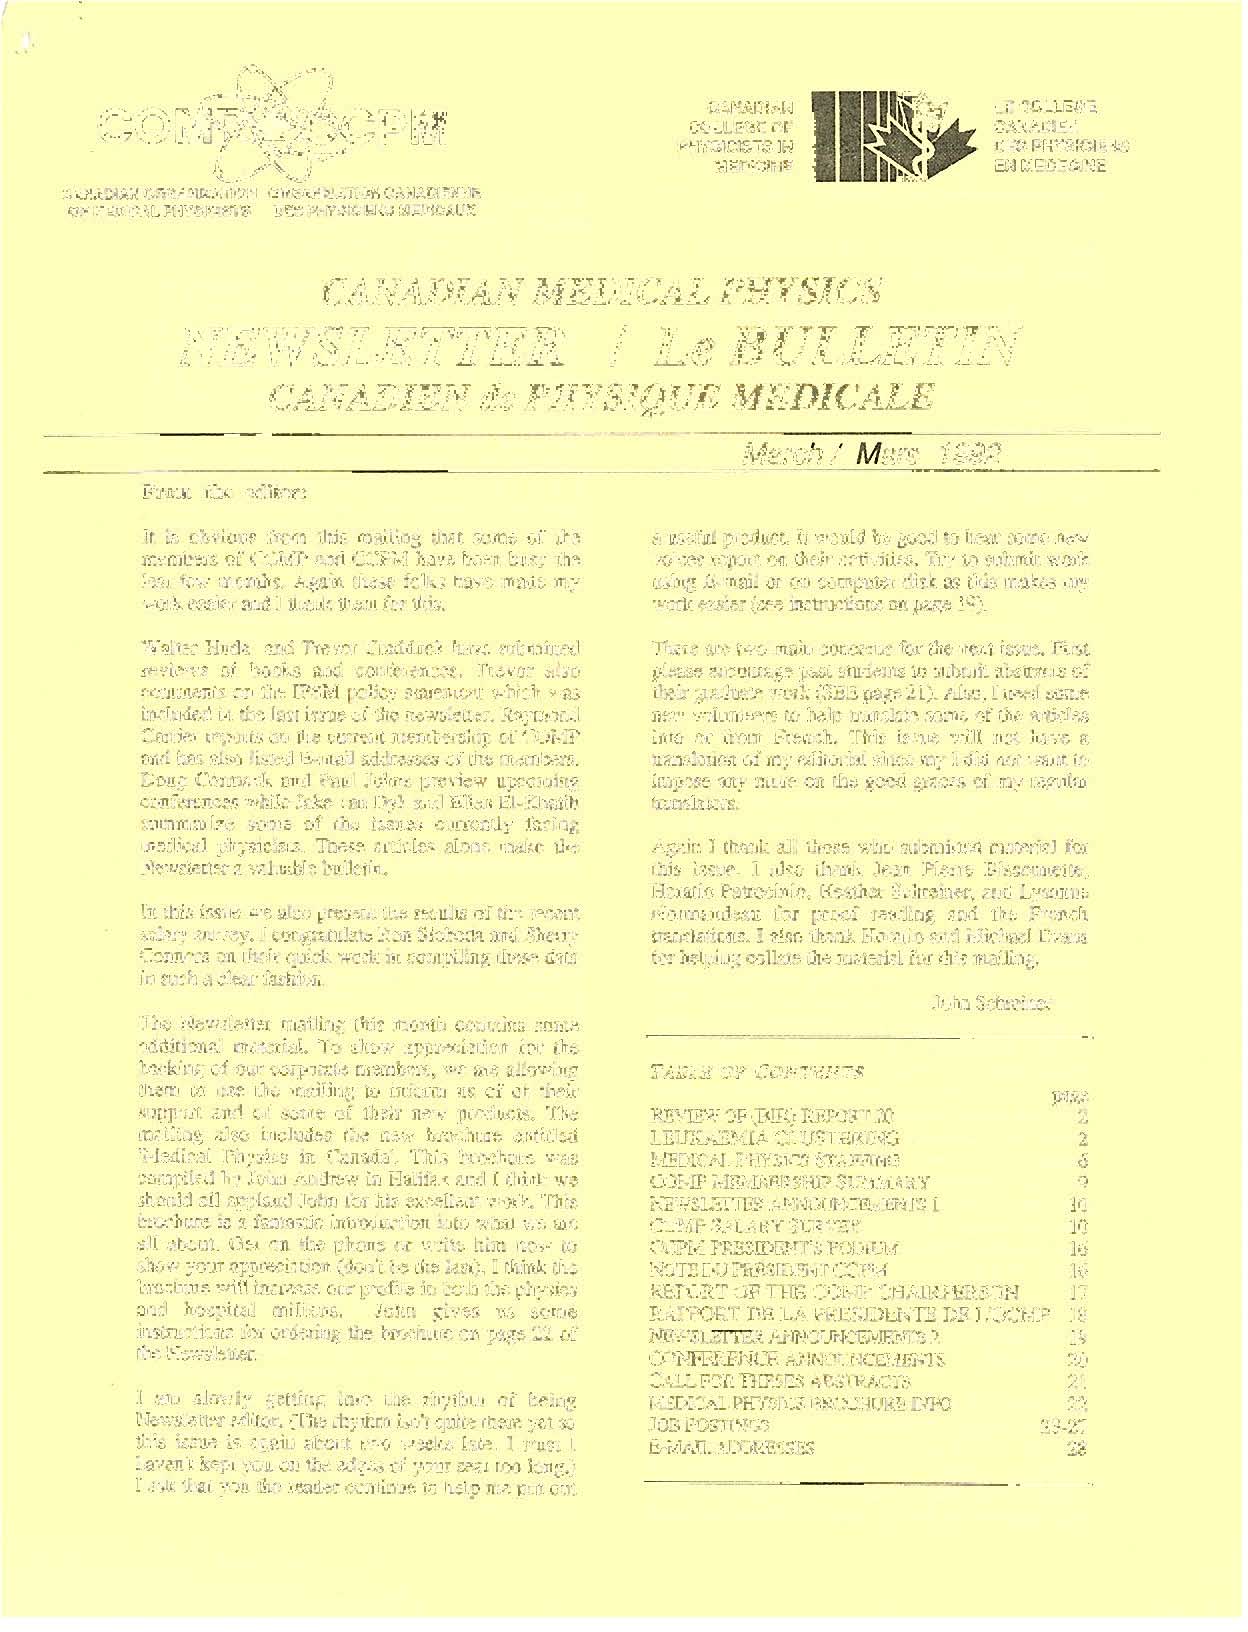 COMP CCPM
CANADIAN ORGANIZATION ORGANISATION CANADIENNE
OF MEDICAL PHYSICISTS DES PHYSICIENS MEDICAUX
CANADIAN
COLLEGE OF
PHYSICISTS IN
MEDICINE
LE COLLEGE
CANADIEN
DES PHYSICIENS
EN MEDECINE
CANADIAN MEDICAL PHYSICS
NEWSLETTER / Le BULLETIN
CANADIEN de PHYSIQUE MEDICALE
March / Mars 1992
From the editor:
It is obvious from this mailing that some of the
members of COMP and CCPM have been busy the
last few months. Again these folks have made my
work easier and I thank them for this.
Walter Huda and Trevor Craddock have submitted
reviews of books and conferences. Trevor also
comments on the policy statement which was
included in the last issue of the newsletter. Raymond
Carrier reports on the current membership of COMP
and has also listed E-mail addresses of the members.
Doug Cormack and Paul Johns preview upcoming
conferences while Jake van Dyk and Ellen El-Khatib
summarize some of the issues currently facing
medical physicists. These articles alone make the
Newsletter a valuable bulletin.
In this issue we also present the results of the recent
salary survey. I congratulate Ron Sloboda and Sherry
Connors on their quick work in compiling these data
in such a clear fashion.
The Newsletter mailing this month contains some
additional material. To show appreciation for the
backing of our corporate members, we are allowing
them to use the mailing to inform us of of their
support and of some of their new products. The
mailing also includes the new brochure entitled
'Medical Physics in Canada'. This brochure was
compiled by John Andrew in Halifax and I think we
should all applaud John for his excellent work. This
brochure is a fantastic introduction into what we are
all about. Get on the phone or write him now to
show your appreciation (don't be the last). I think the
brochure will increase our profile in both the physics
and hospital milieus. John gives us some
instructions for ordering the brochure on page 22 of
the Newsletter.
I am slowly getting into the rhythm of being
Newsletter editor. (The rhythm isn't quite there yet so
this issue is again about two weeks late. I trust I
haven't kept you on the edges of your seat too long.)
I ask that you the reader continue to help me put out
a useful product. It would be good to hear some new
voices report on their activities. Try to submit work
using E-mail or on computer disk as this makes my
work easier (see instructions on page 19).
There are two main concerns for the next issue. First
please encourage past students to submit abstracts of
their graduate work (SEE page 21). Also, I need some
new volunteers to help translate some of the articles
into or from French. This issue will not have a
translation of my editorial since my I did not want to
impose any more on the good graces of my regular
translators.
Again I thank all those who submitted material for
this issue. I also thank Jean Pierre Bissonnette,
Horacio Patrocinio, Heather Schreiner, and Lysanne
Normandeau for proof reading and the French
translations. I also thank Horacio and Michael Evans
for helping collate the material for this mailing.
John Schreiner
TABLE OF CONTENTS
page
REVIEW OF (BIR) REPORT 2
LEUKAEMIA CLUSTERING 2
MEDICAL PHYSICS STAFFING 6
COMP MEMBERSHIP SUMMARY 9
NEWSLETTER ANNOUNCEMENTS 1 10
COMP SALARY SURVEY 10
CCPM PRESIDENT'S PODIUM 16
NOTE DU PRESIDENT CCPM 16
REPORT OF THE COMP CHAIRPERSON 17
RAPPORT DE LA PRESIDENTE DE L'OCMP 18
NEWSLETTER ANNOUNCEMENTS 2 19
CONFERENCE ANNOUNCEMENTS 20
CALL FOR THESES ABSTRACTS 21
MEDICAL PHYSICS BROCHURE INFO 22
JOB POSTINGS 23-27
E-MAIL ADDRESSES 28